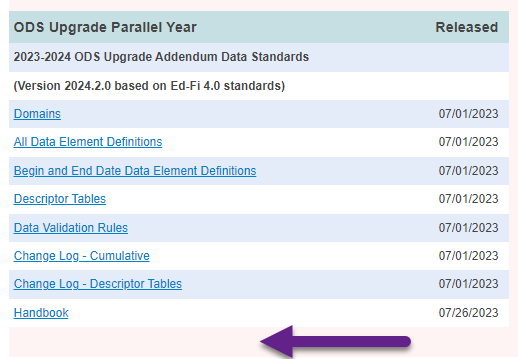 ODS Upgrade Parallel Year Released
2023-2024 ODS Upgrade Addendum Data Standards
(Version 2024.2.0 based on Ed-Fi 4.0 standards)
Domains 07/01/2023
All Data Element Definitions 07/01/2023
Begin and End Date Data Element Definitions 07/01/2023
Descriptor Tables 07/01/2023
Data Validation Rules 07/01/2023
Change Log - Cumulative 07/01/2023
Change Log - Descriptor Tables 07/01/2023
Handbook 07/26/2023